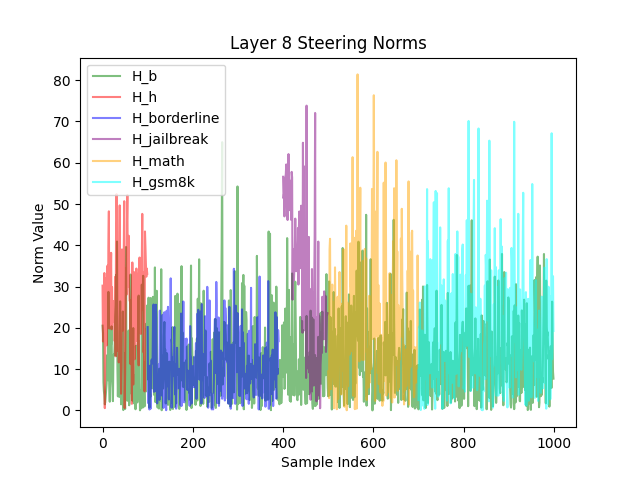 Layer 8 Steering Norms
H_b
H_h
H_borderline
H_jailbreak
H_math
H_gsm8k
Norm Value
80
70
60
50
40
30
20
10
0
0 200 400 600 800 1000
Sample Index